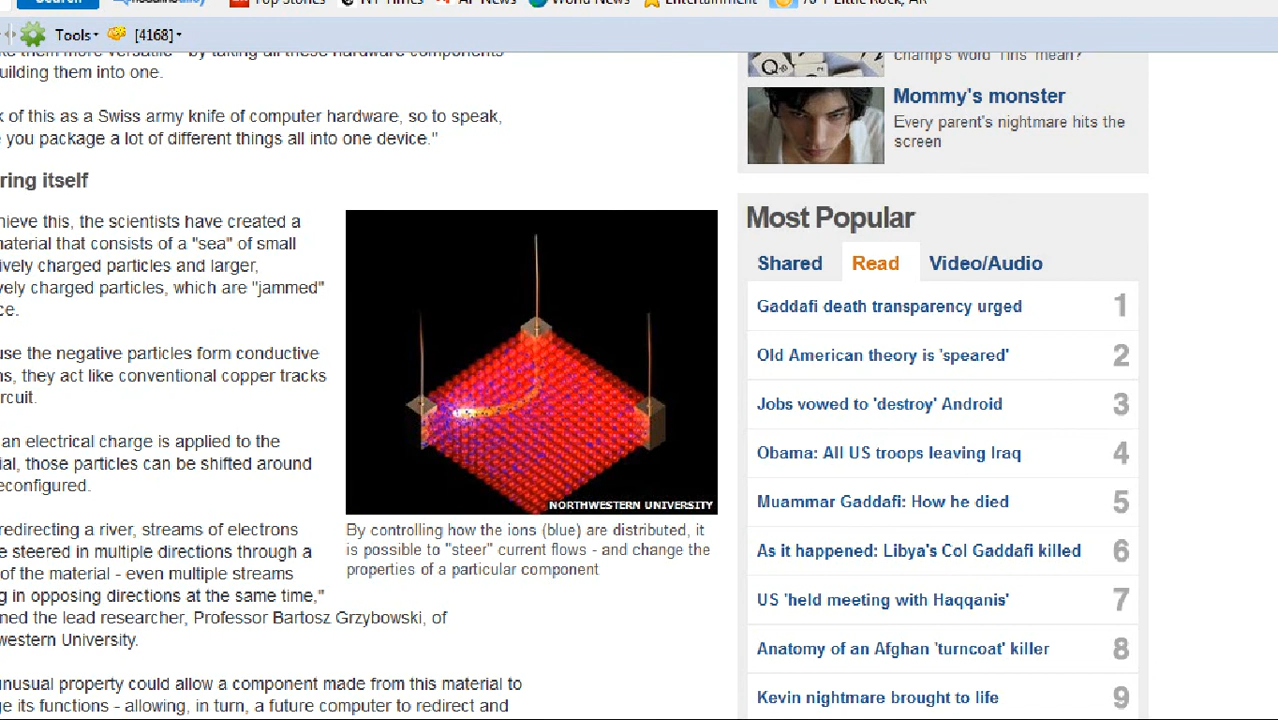 Search
Top Stories
NY Times
AP News
World News
Entertainment
Little Rock, AR
Tools
[4168]
them more versatile - by taking all these hardware components
uilding them into one.
k of this as a Swiss army knife of computer hardware, so to speak,
you package a lot of different things all into one device."
ring itself
hieve this, the scientists have created a
naterial that consists of a "sea" of small
ively charged particles and larger,
vely charged particles, which are "jammed"
ce.
use the negative particles form conductive
ns, they act like conventional copper tracks
rcuit.
an electrical charge is applied to the
ial, those particles can be shifted around
econfigured.
redirecting a river, streams of electrons
e steered in multiple directions through a
of the material - even multiple streams
g in opposing directions at the same time,"
ned the lead researcher, Professor Bartosz Grzybowski, of
western University.
unusual property could allow a component made from this material to
ge its functions - allowing, in turn, a future computer to redirect and
NORTHWESTERN UNIVERSITY
By controlling how the ions (blue) are distributed, it
is possible to "steer" current flows - and change the
properties of a particular component
champ's word 'Tins' mean?
Mommy's monster
Every parent's nightmare hits the
screen
Most Popular
Shared Read Video/Audio
Gaddafi death transparency urged 1
Old American theory is 'speared' 2
Jobs vowed to 'destroy' Android 3
Obama: All US troops leaving Iraq 4
Muammar Gaddafi: How he died 5
As it happened: Libya's Col Gaddafi killed 6
US 'held meeting with Haqqanis' 7
Anatomy of an Afghan 'turncoat' killer 8
Kevin nightmare brought to life 9